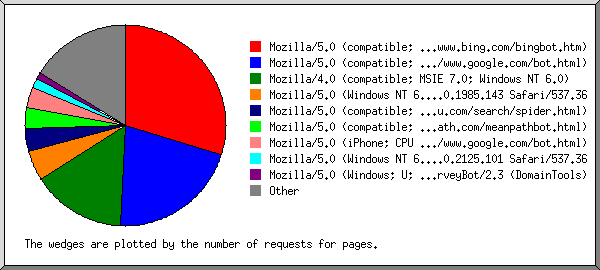 Mozilla/5.0 (compatible; ...www.bing.com/bingbot.htm)
Mozilla/5.0 (compatible; .../www.google.com/bot.html)
Mozilla/4.0 (compatible; MSIE 7.0; Windows NT 6.0)
Mozilla/5.0 (Windows NT 6....0.1985.143 Safari/537.36
Mozilla/5.0 (compatible; ...u.com/search/spider.html)
Mozilla/5.0 (compatible; ...ath.com/meanpathbot.html)
Mozilla/5.0 (iPhone; CPU .../www.google.com/bot.html)
Mozilla/5.0 (Windows NT 6....0.2125.101 Safari/537.36
Mozilla/5.0 (Windows; U; ...rveyBot/2.3 (DomainTools)
Other
The wedges are plotted by the number of requests for pages.